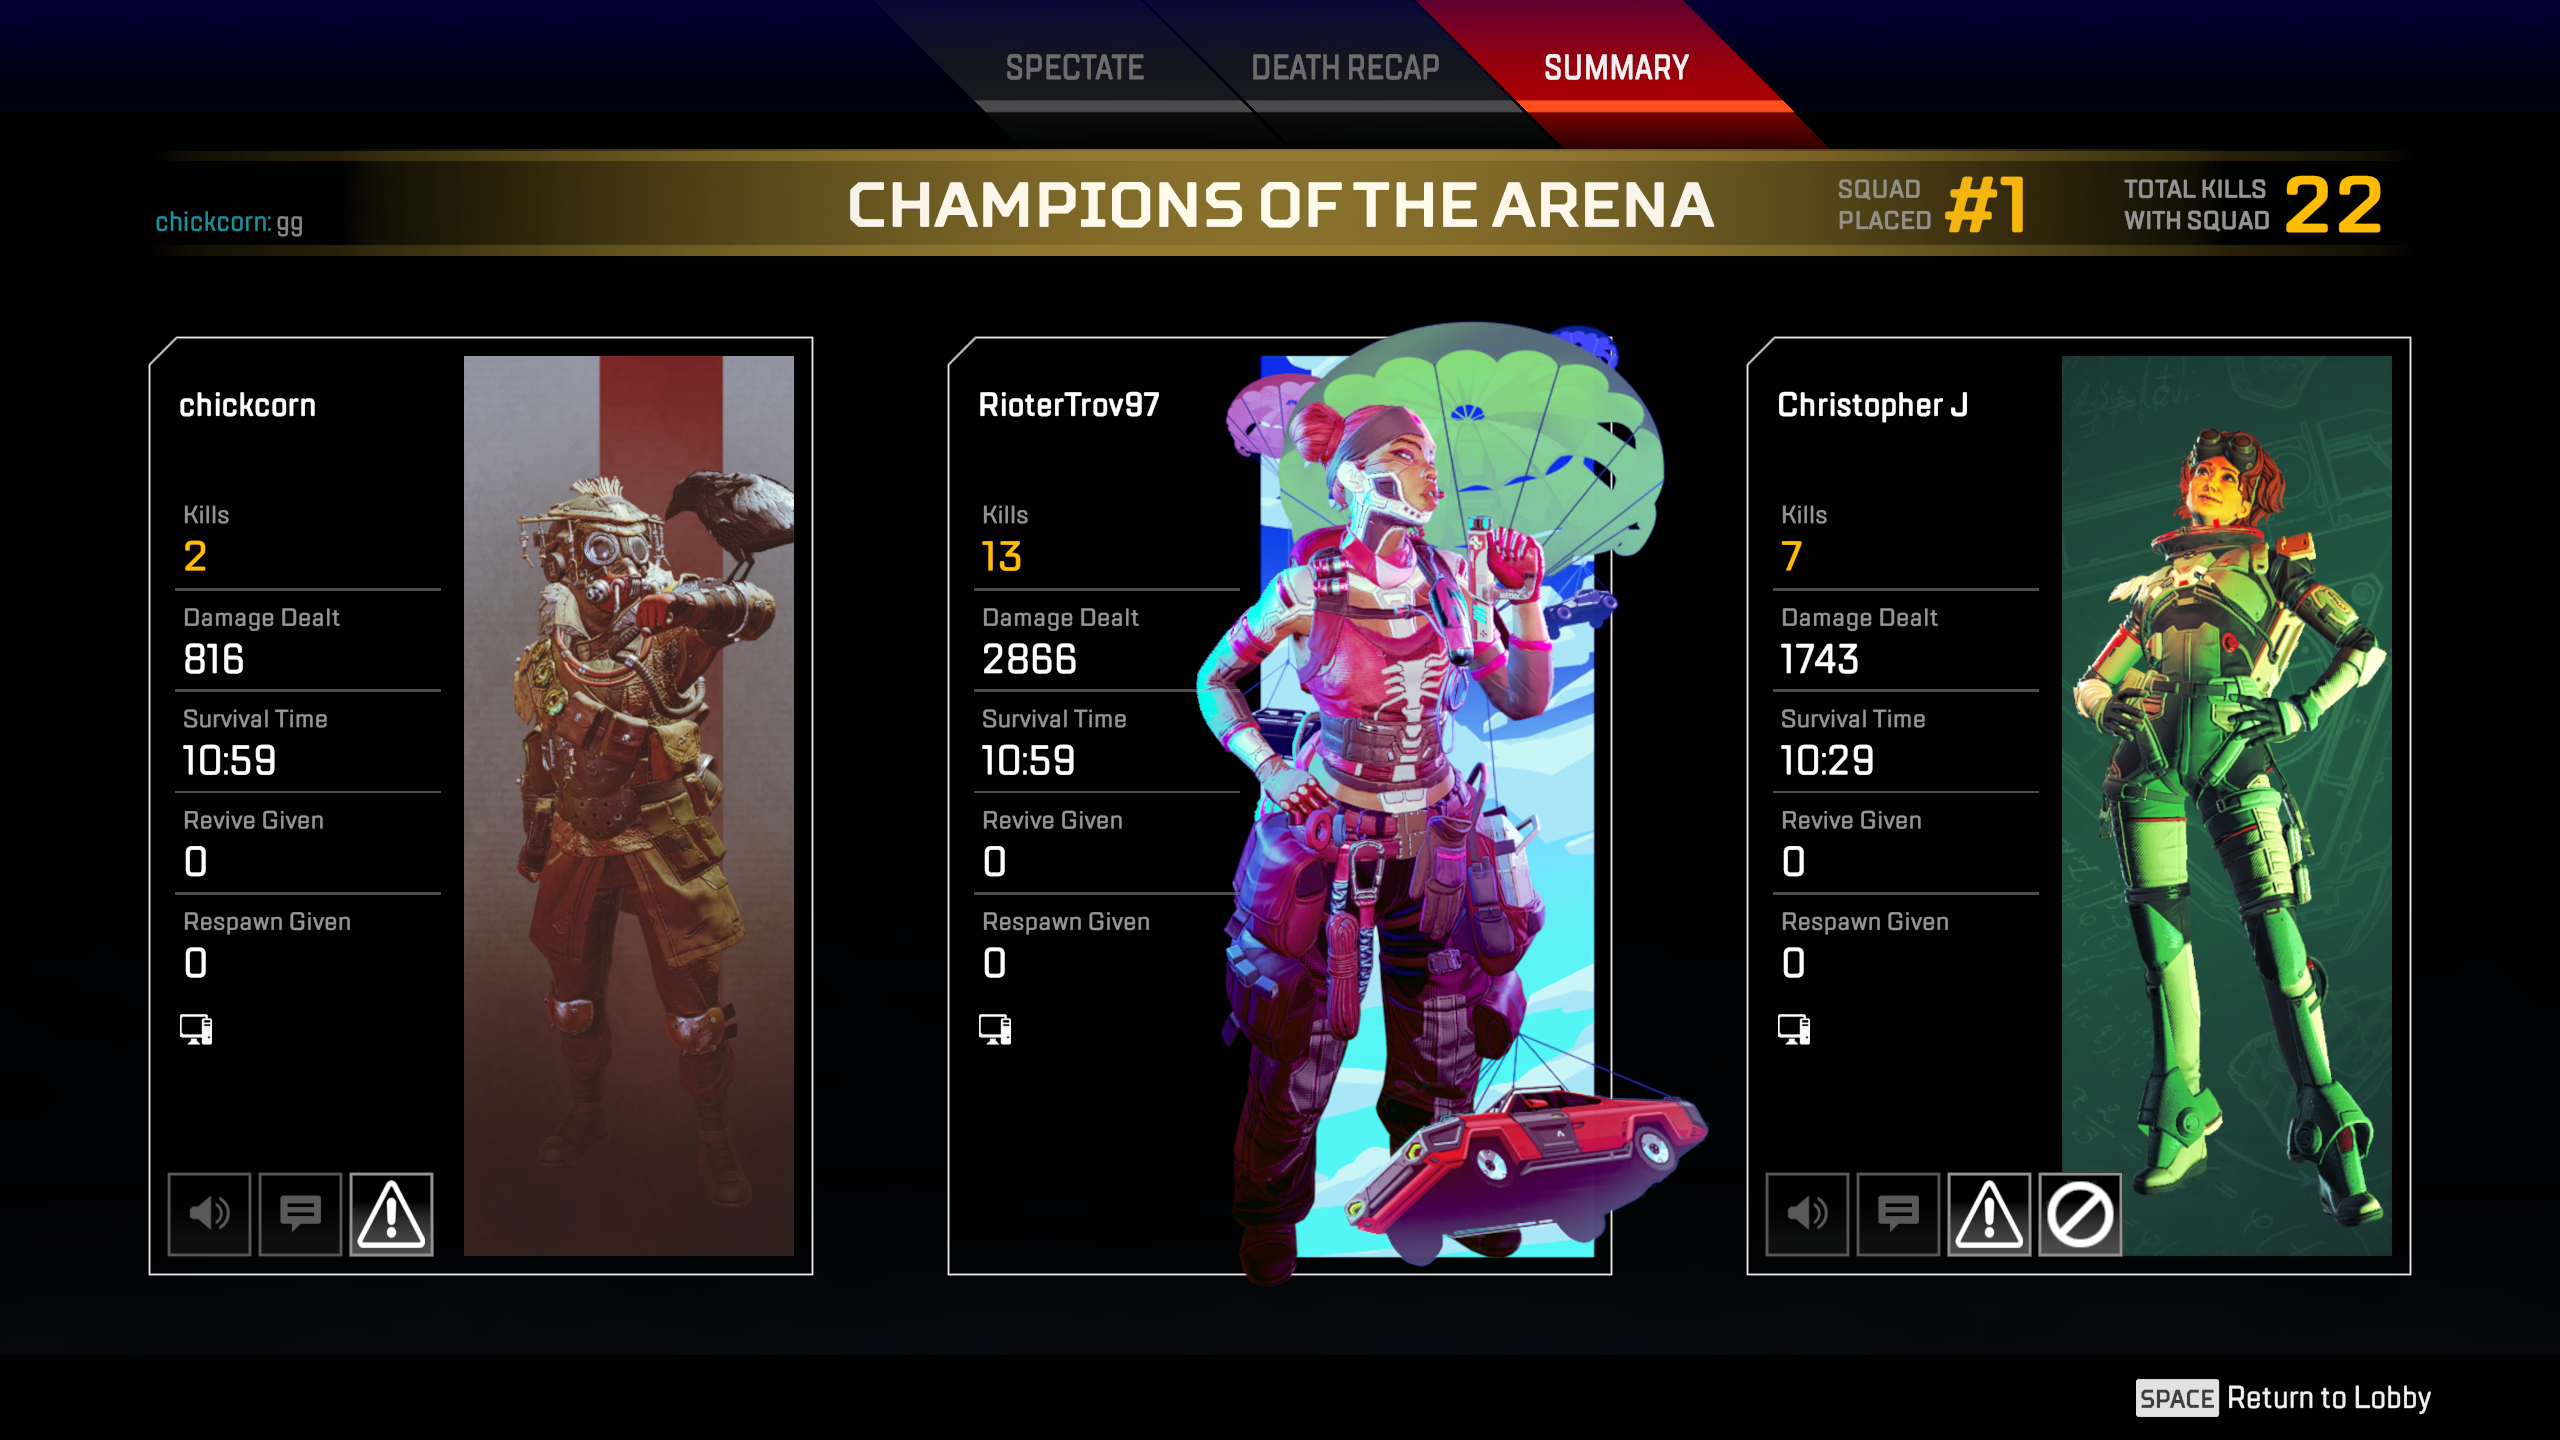 SPECTATE
DEATH RECAP
SUMMARY
chickcorn: gg
CHAMPIONS OF THE ARENA
SQUAD
PLACED
#1
TOTAL KILLS
WITH SQUAD
22
chickcorn
Kills
2
Damage Dealt
816
Survival Time
10:59
Revive Given
0
Respawn Given
0
RioterTrov97
Kills
13
Damage Dealt
2866
Survival Time
10:59
Revive Given
0
Respawn Given
0
Christopher J
Kills
7
Damage Dealt
1743
Survival Time
10:29
Revive Given
0
Respawn Given
0
SPACE Return to Lobby